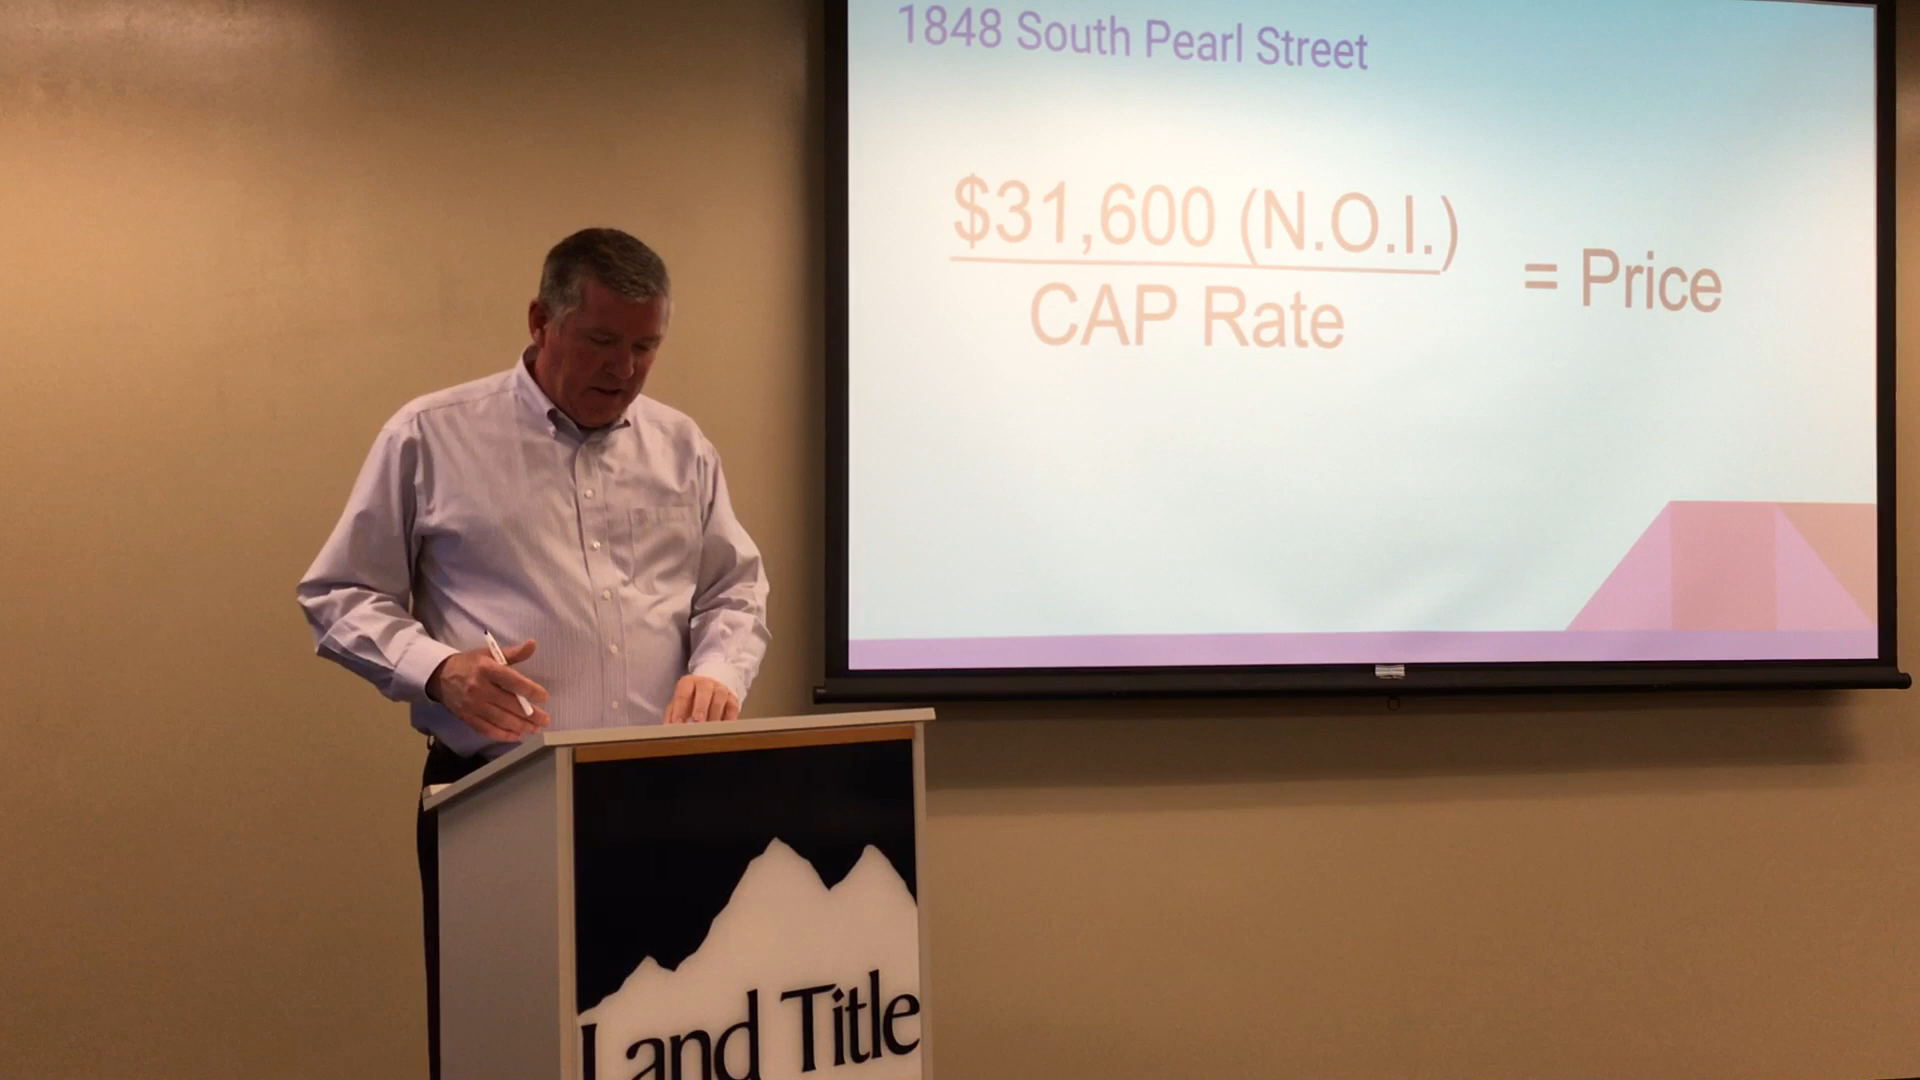 1848 South Pearl Street
$31,600 (N.O.I.)
CAP Rate
= Price
Land Title